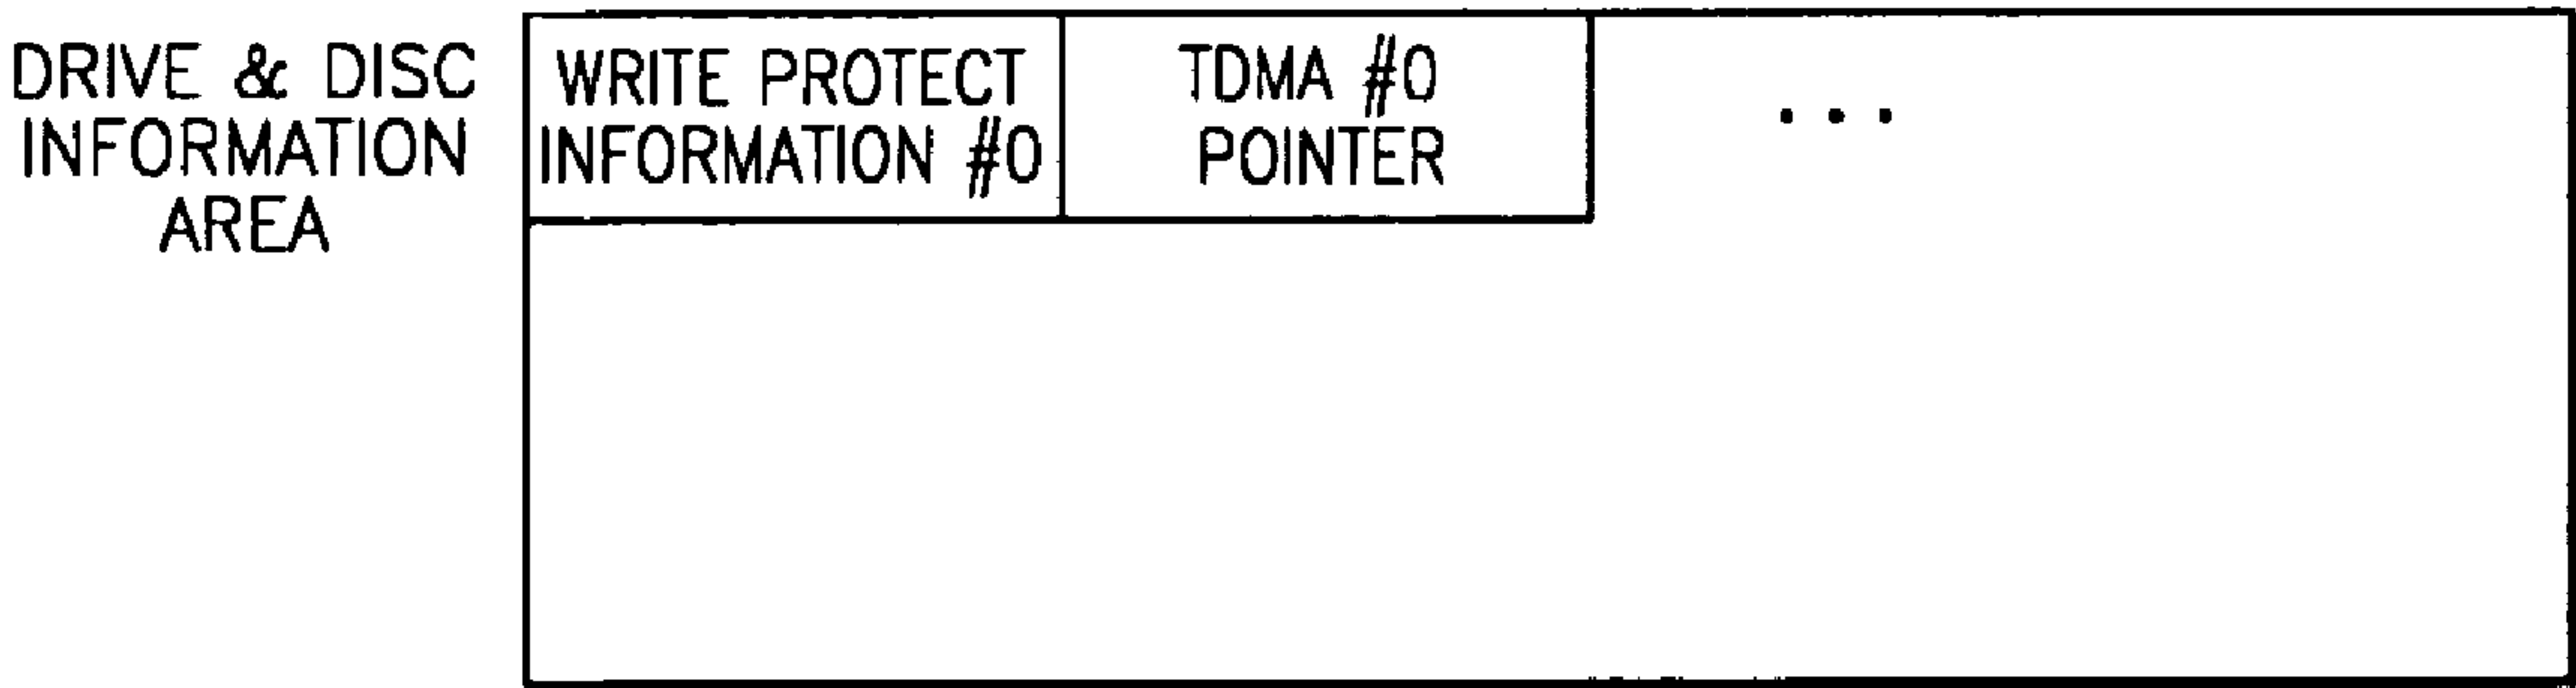 DRIVE & DISC
INFORMATION
AREA
WRITE PROTECT
INFORMATION #0
TDMA #0
POINTER
...